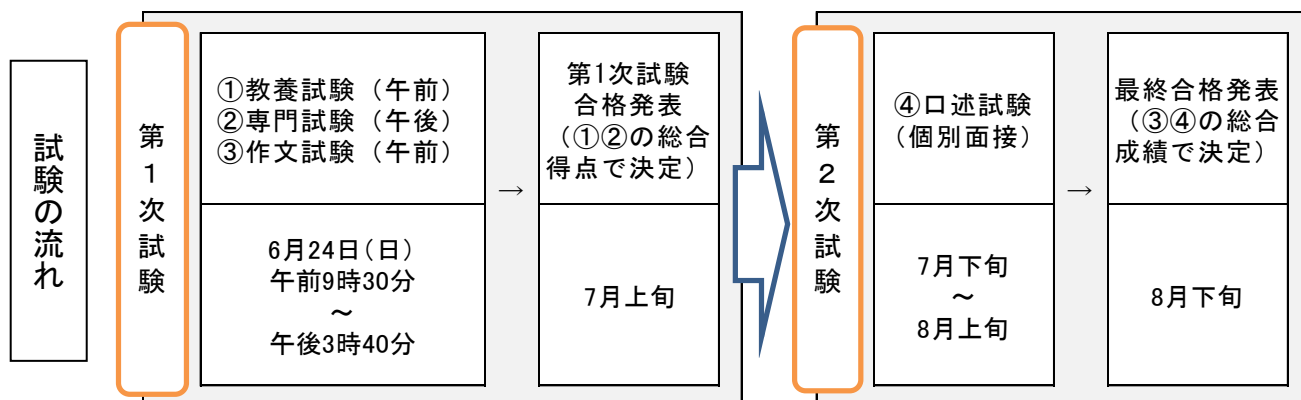 試験の流れ
第1次試験
①教養試験（午前）
②専門試験（午後）
③作文試験（午前）
6月24日（日）
午前9時30分
～
午後3時40分
→
第1次試験
合格発表
（①②の総合
得点で決定）
7月上旬
第2次試験
④口述試験
（個別面接）
7月下旬
～
8月上旬
→
最終合格発表
（③④の総合
成績で決定）
8月下旬